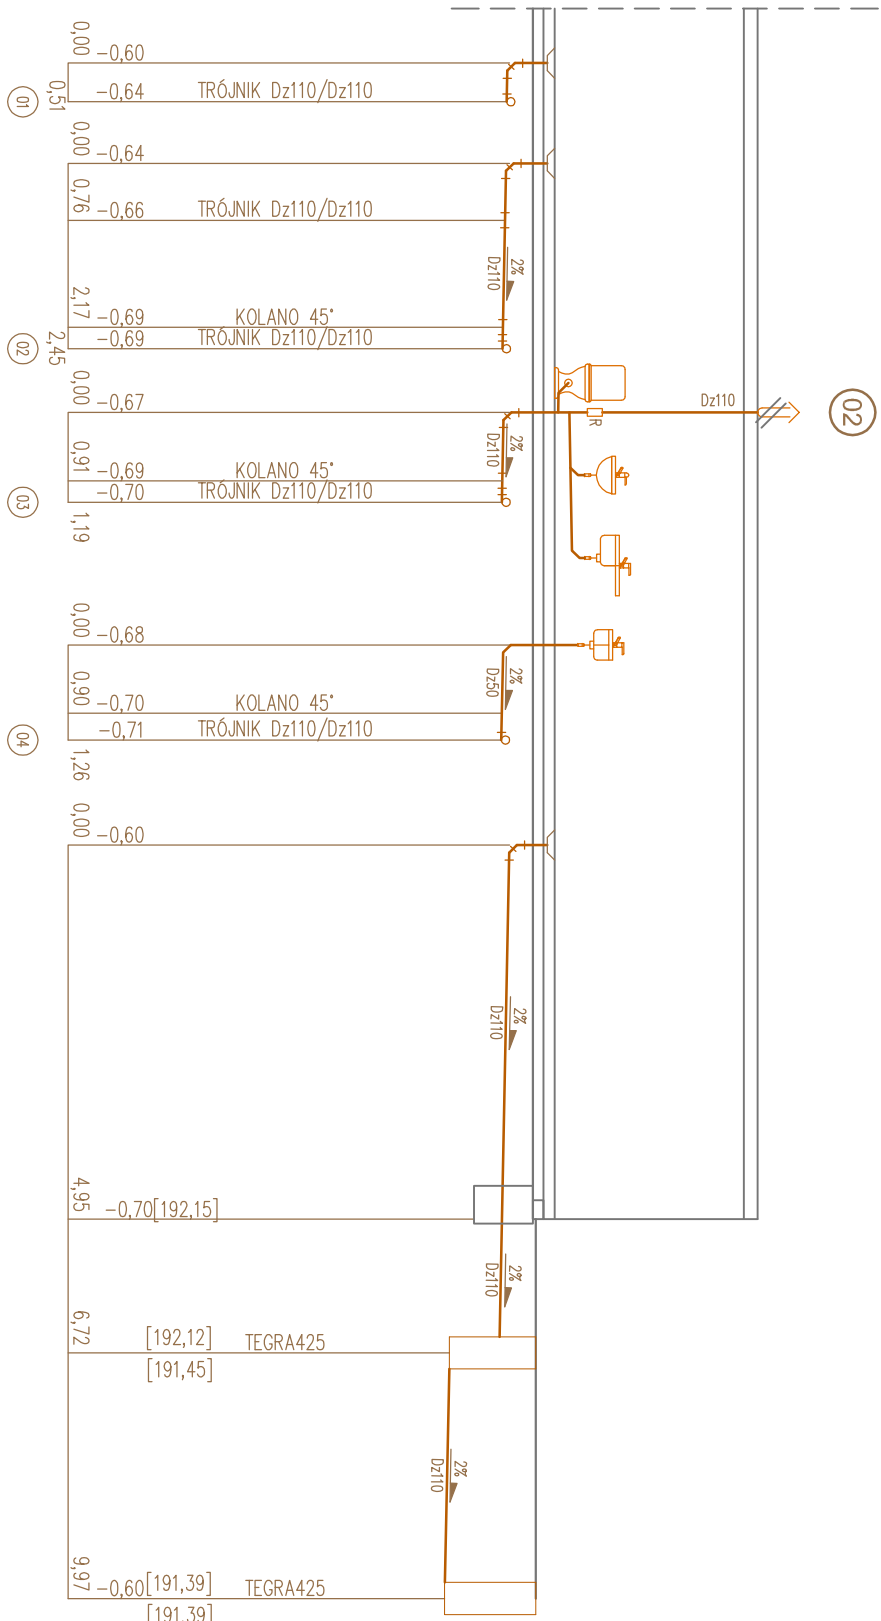 0,00 -0,60
0,51 -0,64 TRÓJNIK Dz110/Dz110
01
0,00 -0,64
0,76 -0,66 TRÓJNIK Dz110/Dz110
2%
Dz110
2,17 -0,69 KOLANO 45°
2,45 -0,69 TRÓJNIK Dz110/Dz110
02
0,00 -0,67
Dz110
R
02
2%
Dz110
0,91 -0,69 KOLANO 45°
-0,70 TRÓJNIK Dz110/Dz110
03
1,19
0,00 -0,68
2%
Dz50
0,90 -0,70 KOLANO 45°
-0,71 TRÓJNIK Dz110/Dz110
04
1,26
0,00 -0,60
2%
Dz110
4,95 -0,70[192,15]
2%
Dz110
6,72 [192,12] TEGRA425
[191,45]
2%
Dz110
9,97 -0,60[191,39] TEGRA425
[191,39]